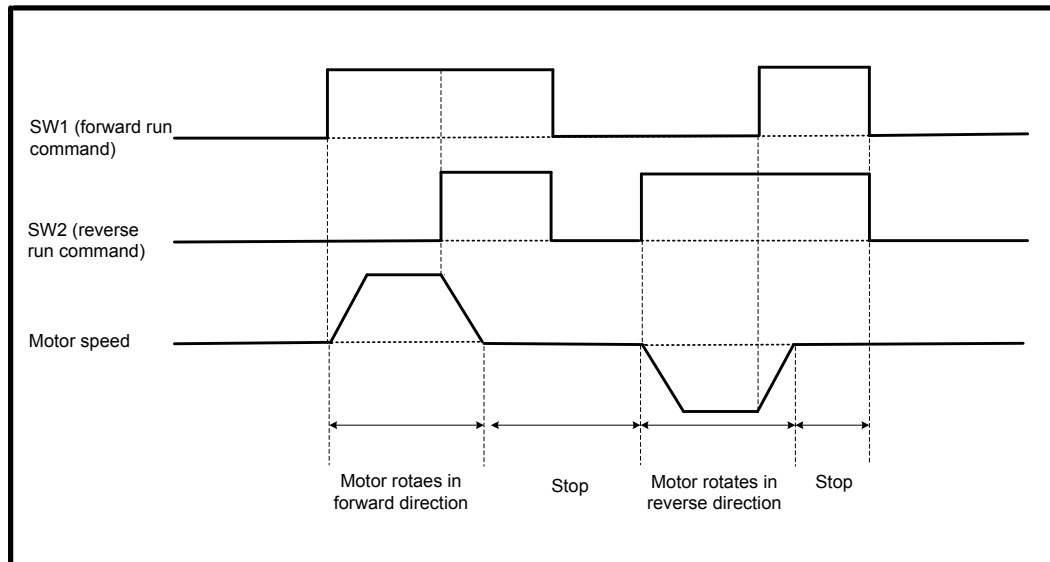 SW1 (forward run
command)
SW2 (reverse
run command)
Motor speed
Motor rotaes in
forward direction
Stop
Motor rotates in
reverse direction
Stop